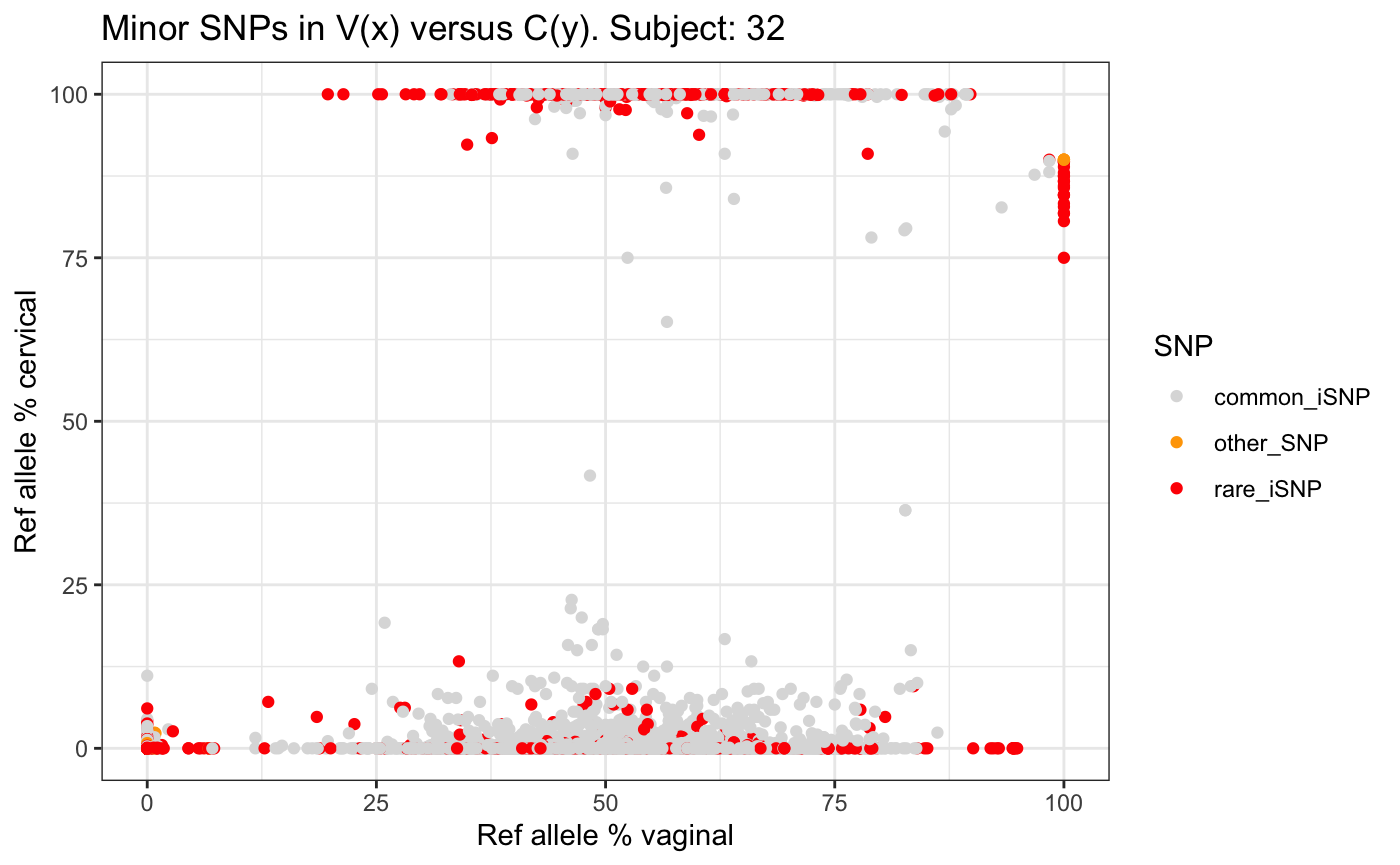 Minor SNPs in V(x) versus C(y). Subject: 32
Ref allele % cervical
100
75
50
25
0
0 25 50 75 100
Ref allele % vaginal
SNP
common_iSNP
other_SNP
rare_iSNP